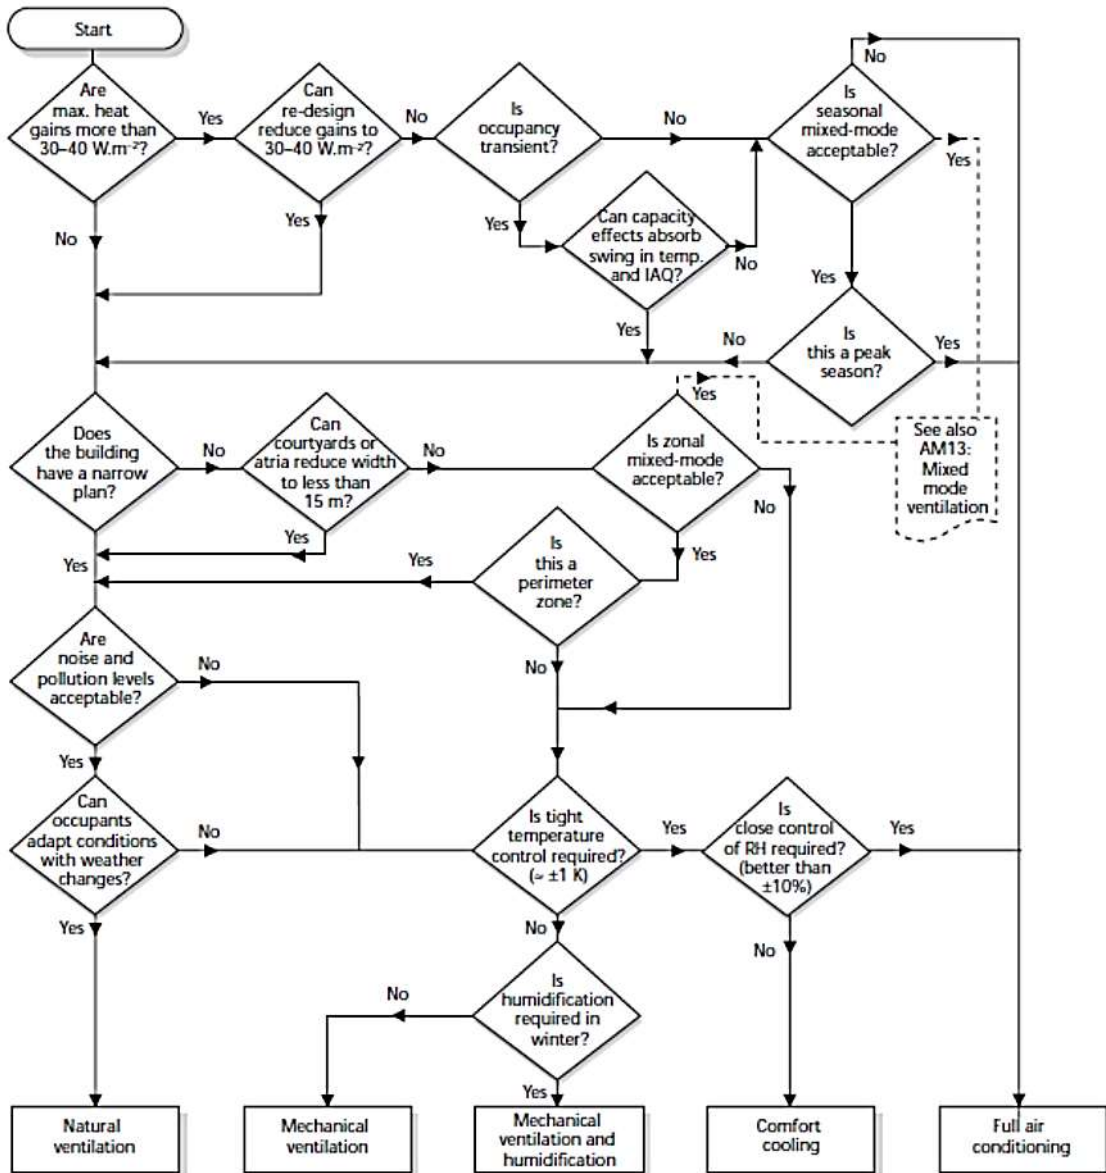 Start
Are
max. heat
gains more than
30–40 W.m⁻²?
Yes
No
Can
re-design
reduce gains to
30–40 W.m⁻²?
No
Yes
Is
occupancy
transient?
No
Yes
Can capacity
effects absorb
swing in temp.
and IAQ?
No
Yes
Is
seasonal
mixed-mode
acceptable?
No
Yes
Yes
Is
this a peak
season?
No
Yes
Does
the building
have a narrow
plan?
No
Yes
Can
courtyards or
atria reduce width
to less than
15 m?
No
Yes
Is zonal
mixed-mode
acceptable?
Yes
No
Yes
See also
AM13:
Mixed
mode
ventilation
Is
this a
perimeter
zone?
Yes
No
Are
noise and
pollution levels
acceptable?
No
Yes
Can
occupants
adapt conditions
with weather
changes?
No
Yes
Is tight
temperature
control required?
(≃ ±1 K)
Yes
No
Is
close control
of RH required?
(better than
±10%)
Yes
No
Is
humidification
required in
winter?
No
Yes
Natural
ventilation
Mechanical
ventilation
Mechanical
ventilation and
humidification
Comfort
cooling
Full air
conditioning